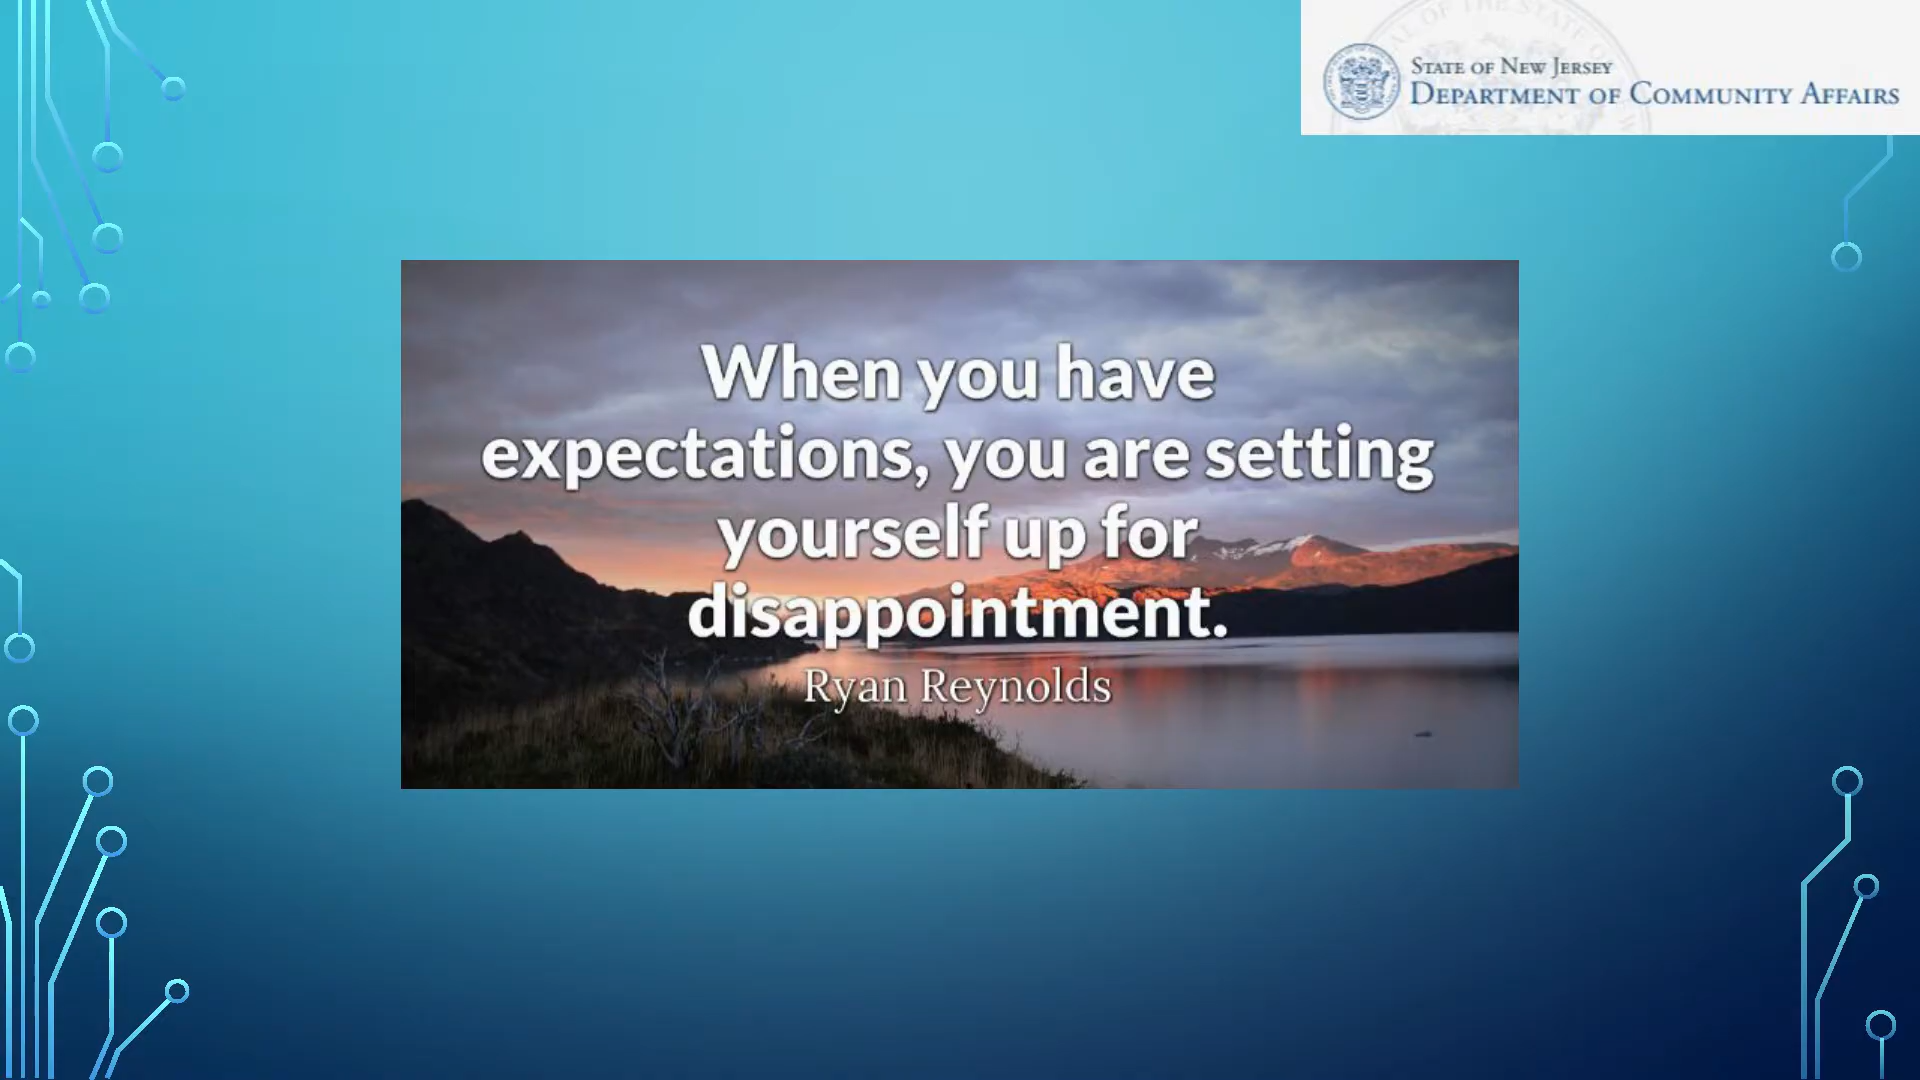 STATE OF NEW JERSEY
DEPARTMENT OF COMMUNITY AFFAIRS
When you have
expectations, you are setting
yourself up for
disappointment.
Ryan Reynolds